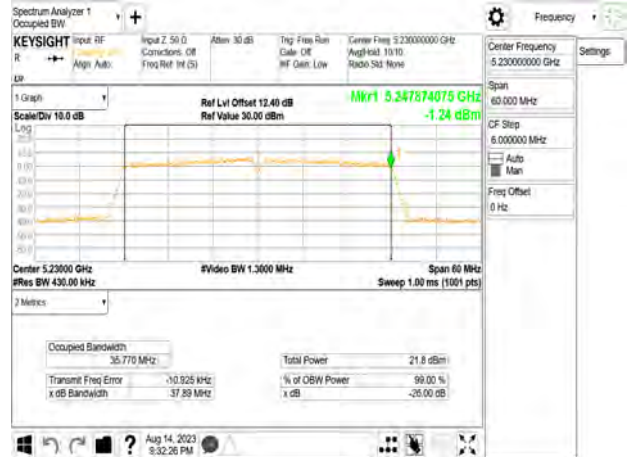 Spectrum Analyzer 1
Occupied BW
Frequency
KEYSIGHT
Input: RF
Input Z: 50 Ω
Atten: 30 dB
Trig: Free Run
Center Freq: 5.230000000 GHz
R
Corrections: Off
Gate: Off
Avg|Hold: 10/10
Align: Auto
Freq Ref: Int (S)
#IF Gain: Low
Radio Std: None
Center Frequency
5.230000000 GHz
Settings
Span
60.000 MHz
CF Step
6.000000 MHz
Auto
Man
Freq Offset
0 Hz
1 Graph
Scale/Div 10.0 dB
Ref Lvl Offset 12.40 dB
Ref Value 30.00 dBm
Mkr1 5.247874075 GHz
-1.24 dBm
Log
1
Center 5.23000 GHz
#Video BW 1.3000 MHz
Span 60 MHz
#Res BW 430.00 kHz
Sweep 1.00 ms (1001 pts)
2 Metrics
Occupied Bandwidth
35.770 MHz
Total Power
21.8 dBm
Transmit Freq Error
-10.925 kHz
% of OBW Power
99.00 %
x dB Bandwidth
37.89 MHz
x dB
-26.00 dB
?
Aug 14, 2023
9:32:26 PM